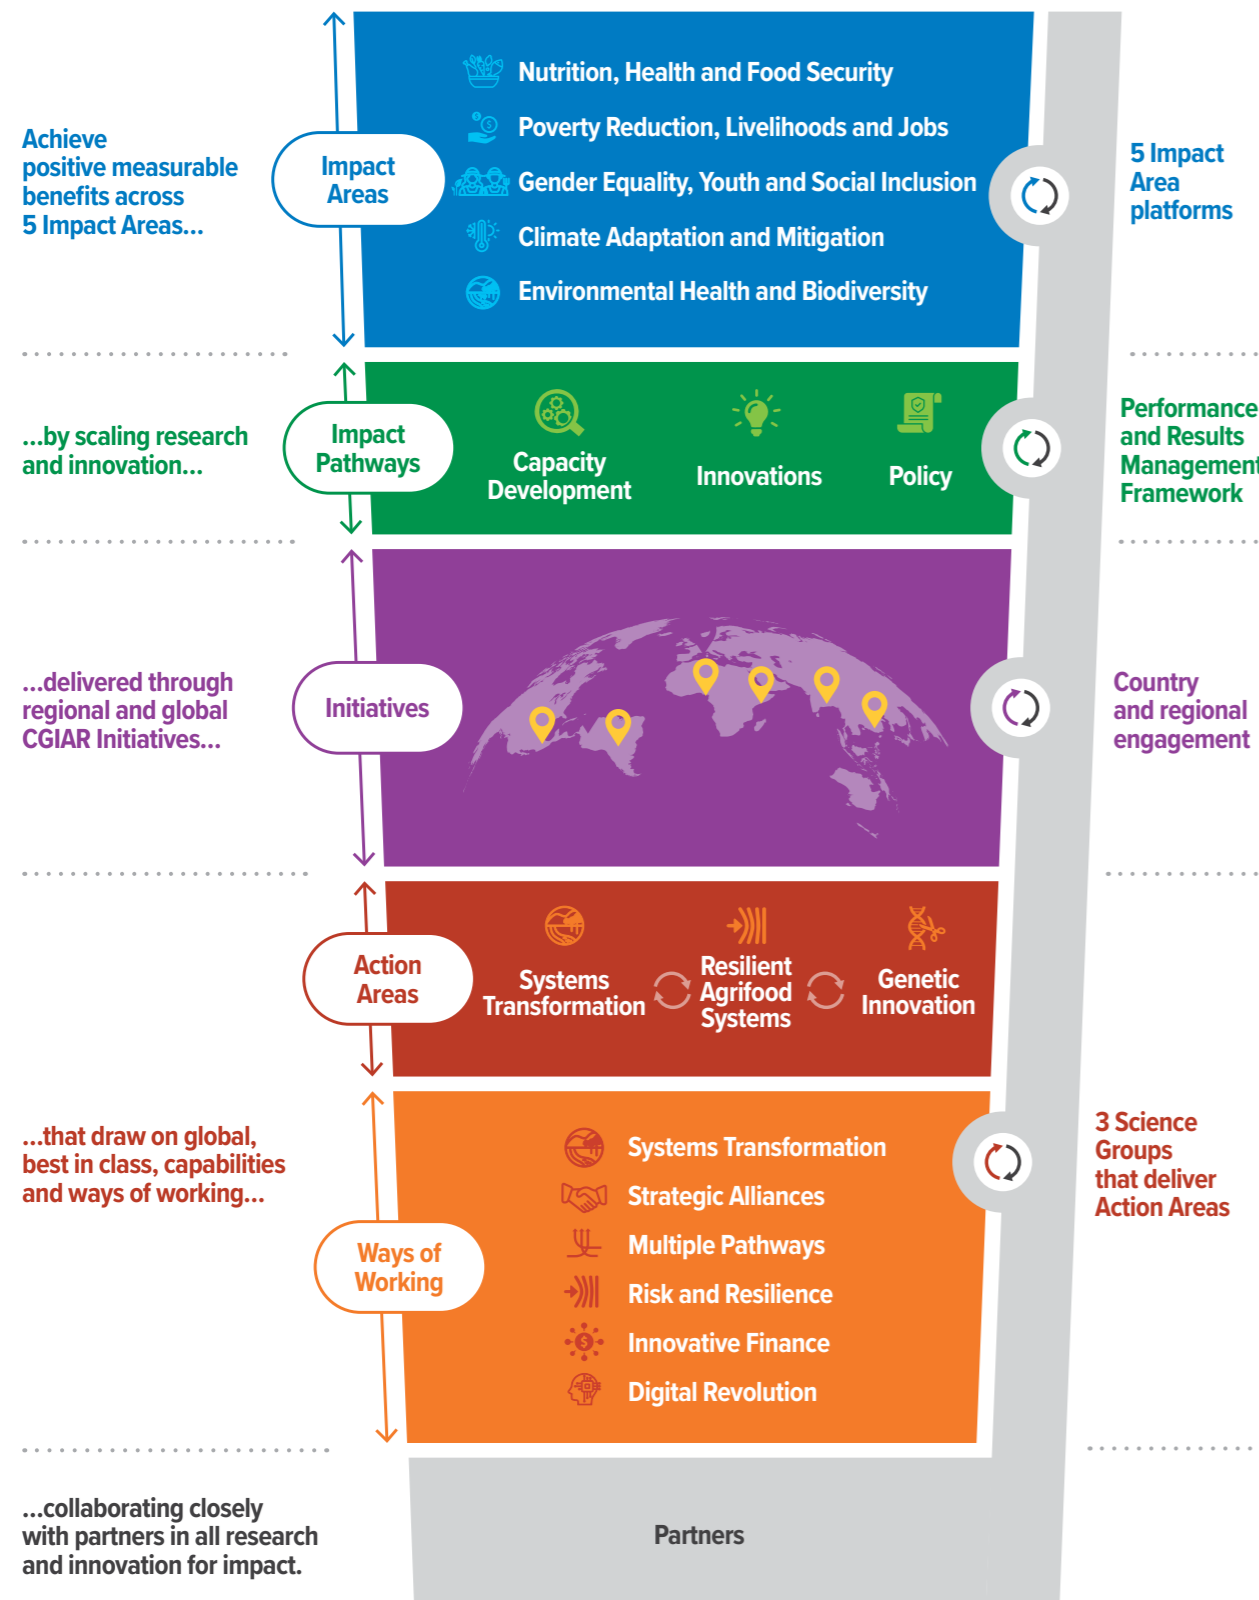 Achieve
positive measurable
benefits across
5 Impact Areas...
Impact
Areas
Nutrition, Health and Food Security
Poverty Reduction, Livelihoods and Jobs
Gender Equality, Youth and Social Inclusion
Climate Adaptation and Mitigation
Environmental Health and Biodiversity
5 Impact
Area
platforms
...by scaling research
and innovation...
Impact
Pathways
Capacity
Development
Innovations
Policy
Performance
and Results
Management
Framework
...delivered through
regional and global
CGIAR Initiatives...
Initiatives
Country
and regional
engagement
Action
Areas
Systems
Transformation
Resilient
Agrifood
Systems
Genetic
Innovation
...that draw on global,
best in class, capabilities
and ways of working...
Ways of
Working
Systems Transformation
Strategic Alliances
Multiple Pathways
Risk and Resilience
Innovative Finance
Digital Revolution
3 Science
Groups
that deliver
Action Areas
...collaborating closely
with partners in all research
and innovation for impact.
Partners